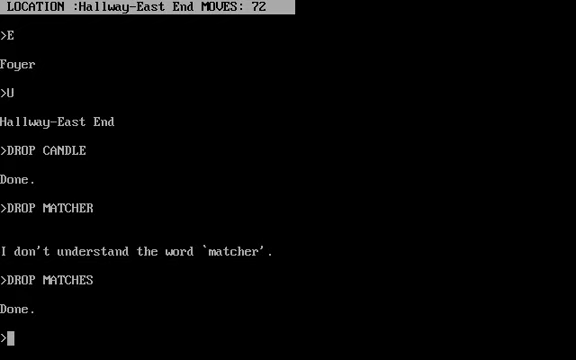 LOCATION :Hallway-East End MOVES: 72
>E
Foyer
>U
Hallway-East End
>DROP CANDLE
Done.
>DROP MATCHER
I don't understand the word `matcher'.
>DROP MATCHES
Done.
>